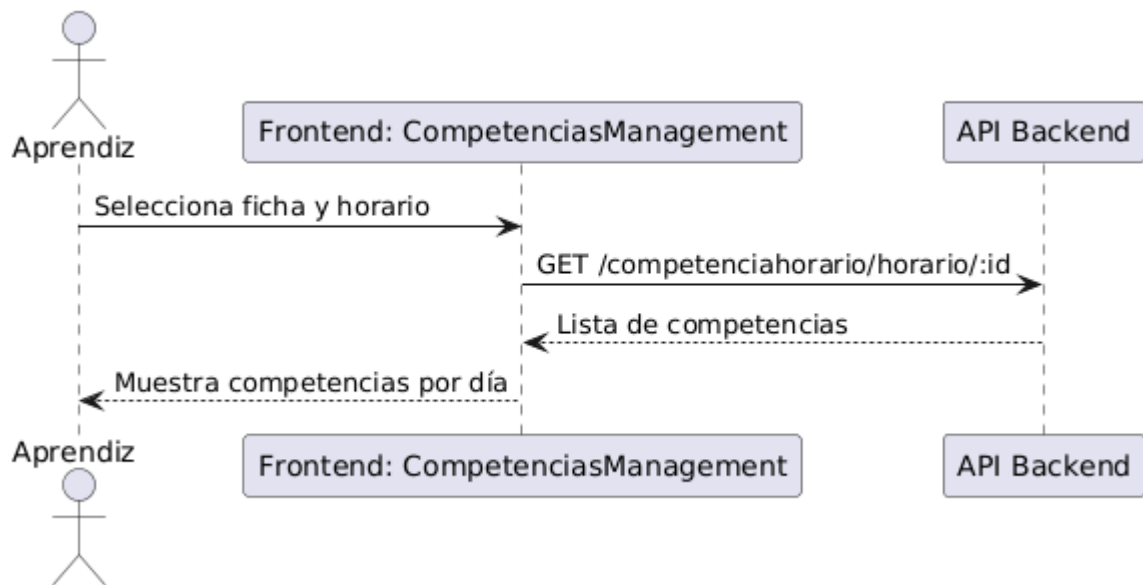 Aprendiz
Frontend: CompetenciasManagement
API Backend
Selecciona ficha y horario
GET /competenciahorario/horario/:id
Lista de competencias
Muestra competencias por día
Aprendiz
Frontend: CompetenciasManagement
API Backend